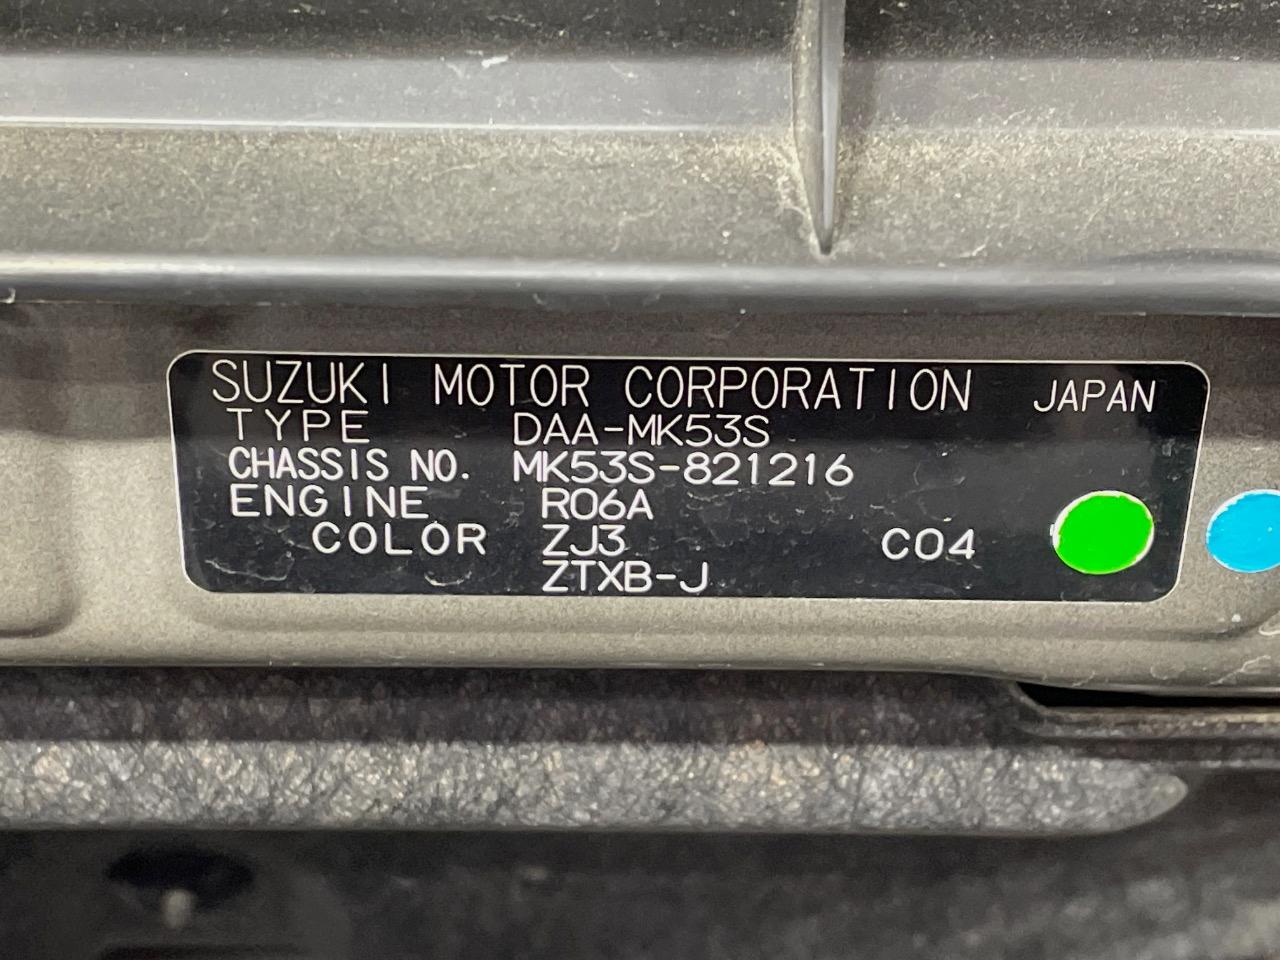 SUZUKI MOTOR CORPORATION JAPAN
TYPE DAA-MK53S
CHASSIS NO. MK53S-821216
ENGINE R06A
COLOR ZJ3 C04
ZTXB-J